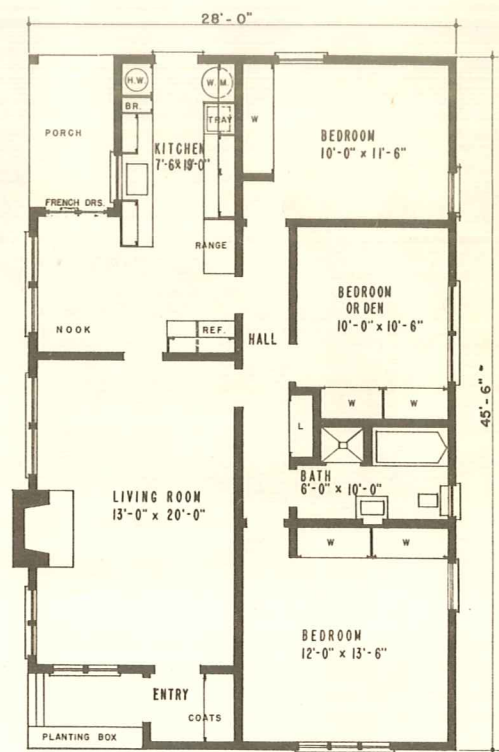 28'-0"
H.W.
W.M.
BR.
TRAY
W
PORCH
KITCHEN
7'-6 x 19'-0"
BEDROOM
10'-0" x 11'-6"
FRENCH DRS.
RANGE
BEDROOM
OR DEN
10'-0" x 10'-6"
NOOK
REF.
HALL
45'-6"
W
W
L
BATH
6'-0" x 10'-0"
LIVING ROOM
13'-0" x 20'-0"
W
W
BEDROOM
12'-0" x 13'-6"
ENTRY
COATS
PLANTING BOX